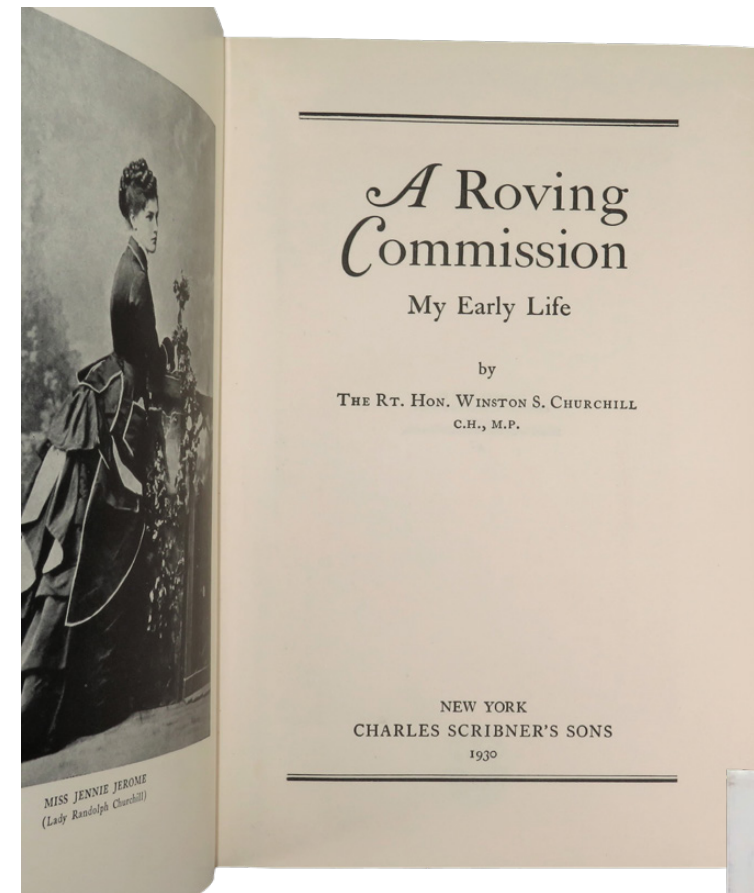 MISS JENNIE JEROME
(Lady Randolph Churchill)
A Roving
Commission
My Early Life
by
THE RT. HON. WINSTON S. CHURCHILL
C.H., M.P.
NEW YORK
CHARLES SCRIBNER'S SONS
1930